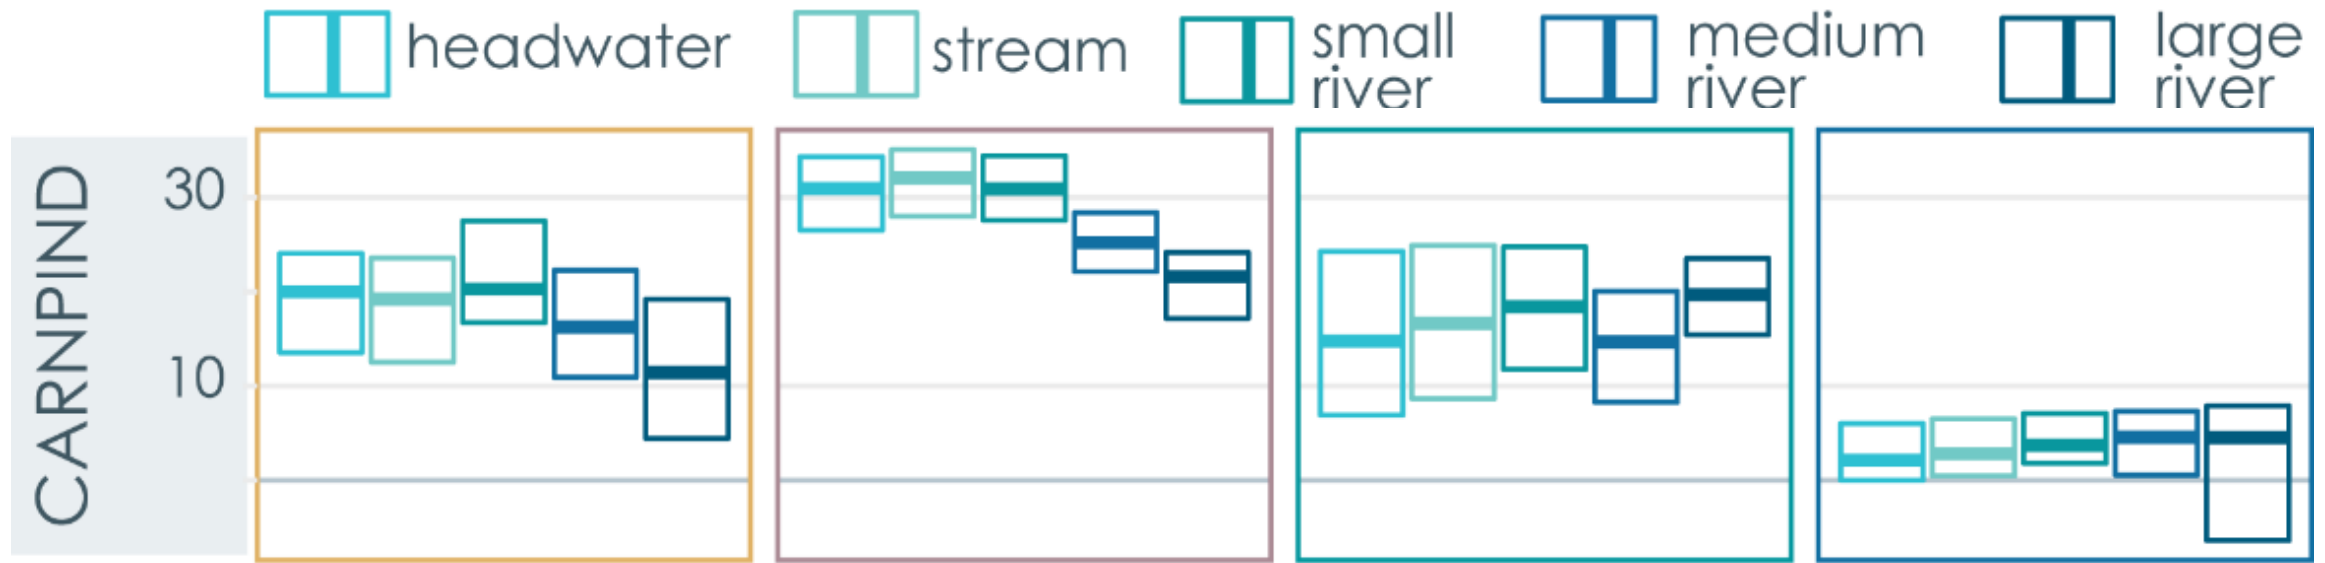 headwater
stream
small
river
medium
river
large
river
CARNPIND
30
10